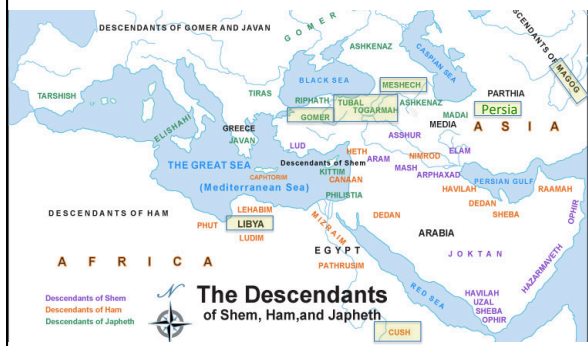 DESCENDANTS OF GOMER AND JAVAN
GOMER
DESCENDANTS OF MAGOG
ASHKENAZ
CASPIAN SEA
BLACK SEA
MESHECH
TARSHISH
TIRAS
RIPHATH
TUBAL
TOGARMAH
ASHKENAZ
PARTHIA
Persia
GOMER
MADAI
MEDIA
ASIA
ELISHAH
GREECE
JAVAN
LUD
ASSHUR
HETH
ARAM
NIMROD
ELAM
THE GREAT SEA
(Mediterranean Sea)
Descendants of Shem
CAPHTORIM
KITTIM
CANAAN
MASH
ARPHAXAD
PERSIAN GULF
HAVILAH
RAAMAH
PHILISTIA
DEDAN
SHEBA
DESCENDANTS OF HAM
LEHABIM
PHUT
LIBYA
LUDIM
MIZRAIM
DEDAN
OPHIR
EGYPT
ARABIA
JOKTAN
PATHRUSIM
HAZARMAVETH
AFRICA
RED SEA
Descendants of Shem
Descendants of Ham
Descendants of Japheth
N
The Descendants
of Shem, Ham,and Japheth
HAVILAH
UZAL
SHEBA
OPHIR
CUSH